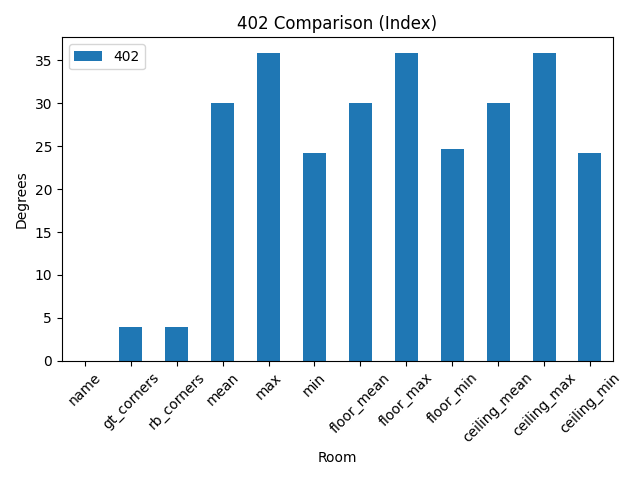 402 Comparison (Index)
402
Degrees
35
30
25
20
15
10
5
0
name
gt_corners
rb_corners
mean
max
min
floor_mean
floor_max
floor_min
ceiling_mean
ceiling_max
ceiling_min
Room